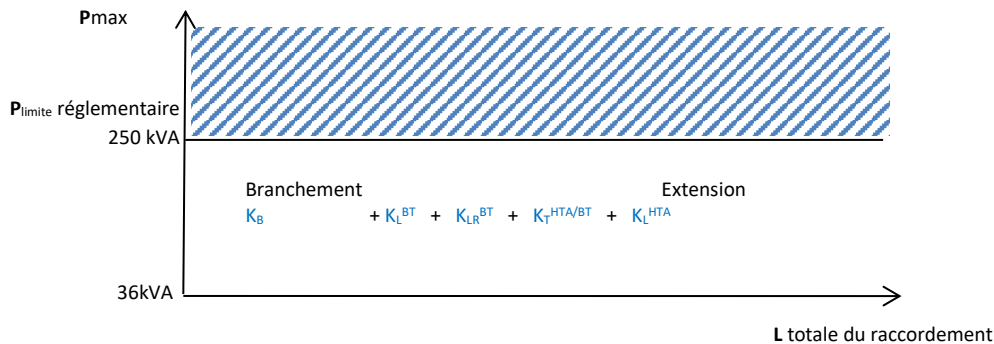 Pmax
Plimite réglementaire
250 kVA
Branchement Extension
KB + KLBT + KLRBT + KTHTA/BT + KLHTA
36kVA
L totale du raccordement